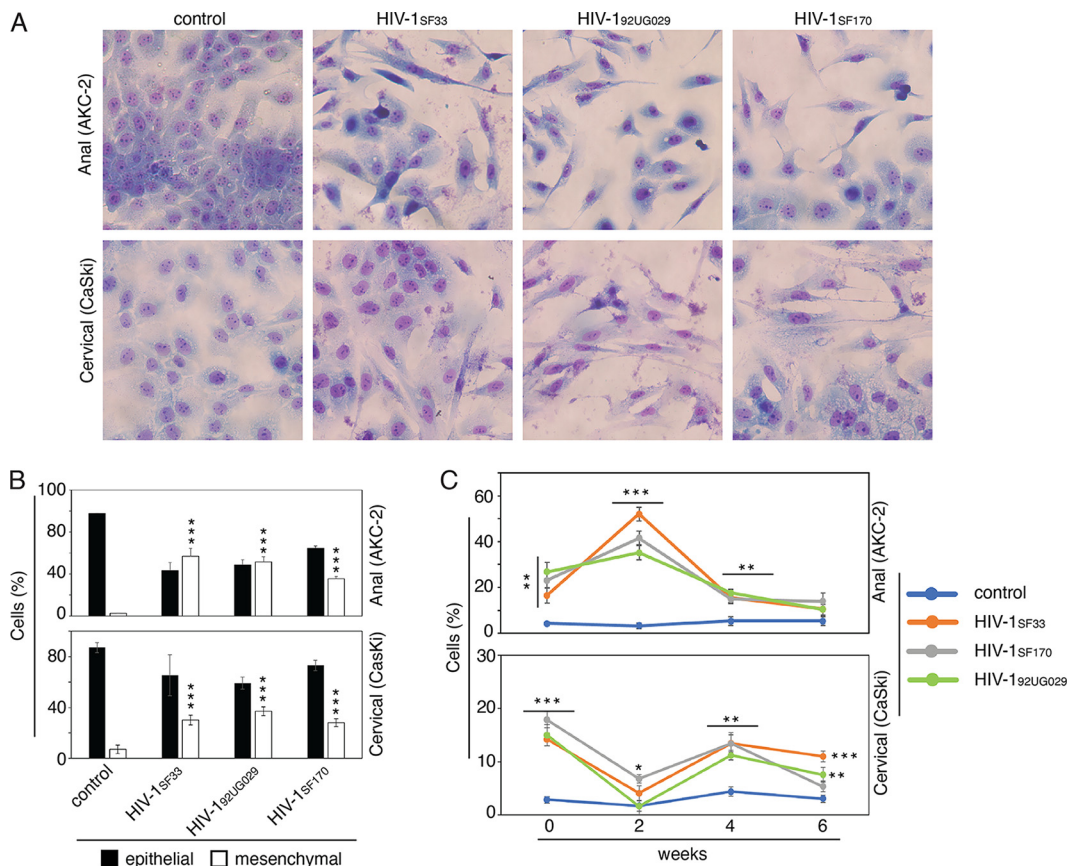 A
control
HIV-1SF33
HIV-192UG029
HIV-1SF170
Anal (AKC-2)
Cervical (CaSki)
B
Cells (%)
100
80
40
0
Anal (AKC-2)
***
***
***
80
40
0
Cervical (CasKi)
***
***
***
control
HIV-1SF33
HIV-192UG029
HIV-1SF170
epithelial
mesenchymal
C
Cells (%)
60
40
20
0
Anal (AKC-2)
**
***
**
30
20
10
0
Cervical (CaSki)
***
*
**
***
**
0 2 4 6
weeks
control
HIV-1SF33
HIV-1SF170
HIV-192UG029